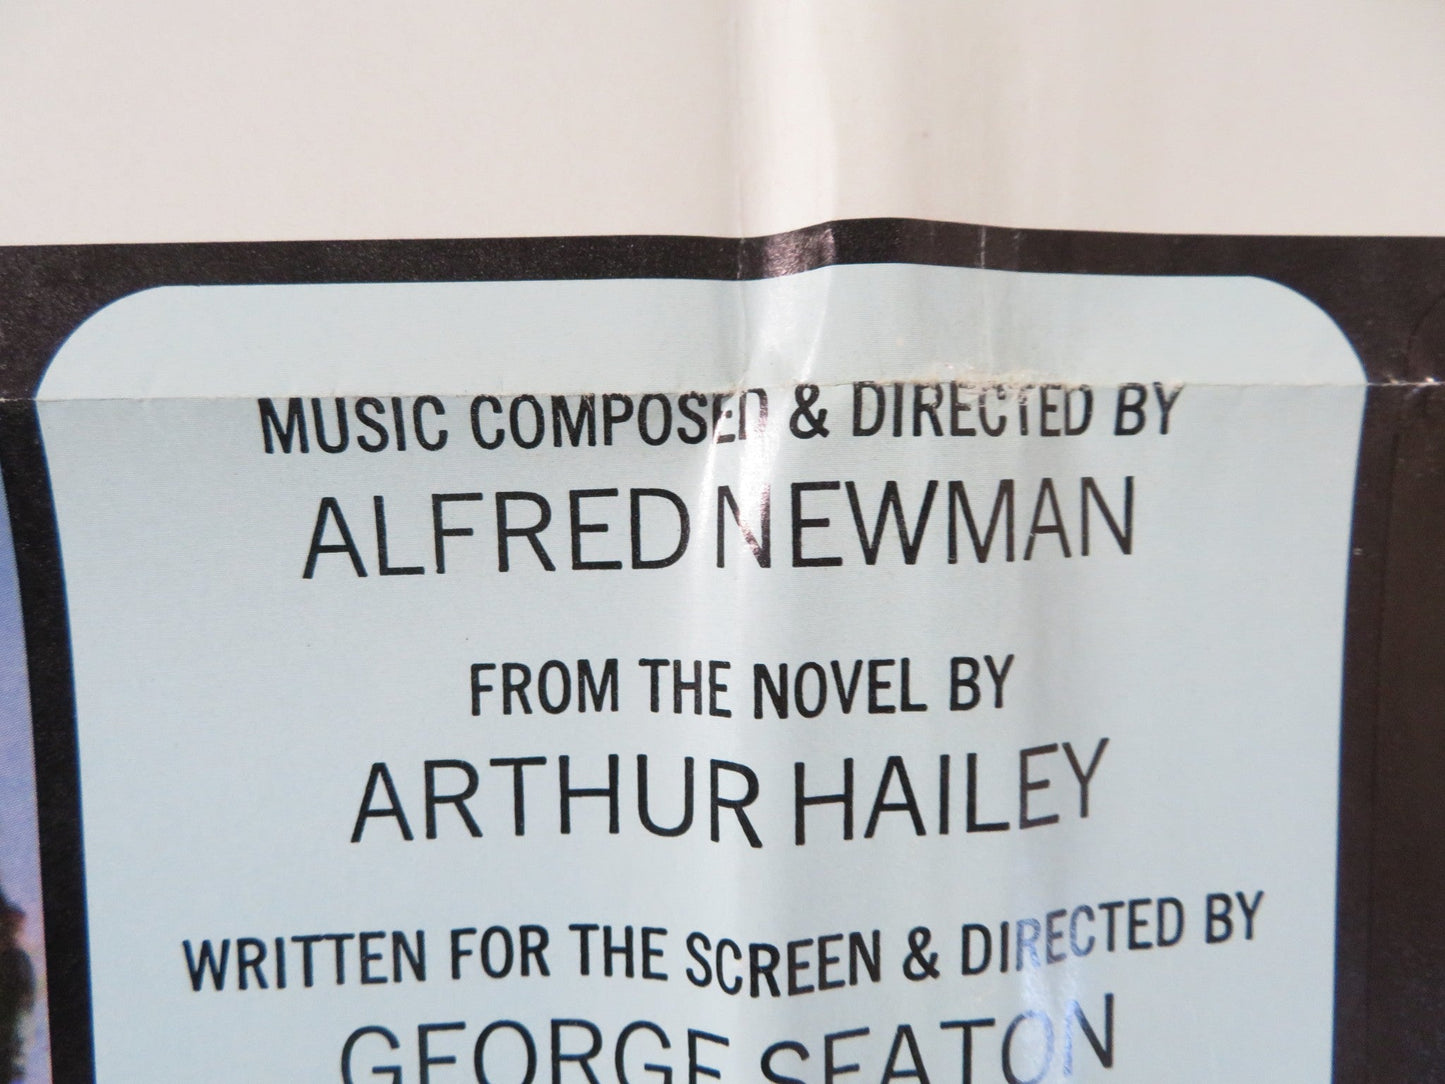 MUSIC COMPOSED & DIRECTED BY
ALFRED NEWMAN
FROM THE NOVEL BY
ARTHUR HAILEY
WRITTEN FOR THE SCREEN & DIRECTED BY
GEORGE SEATON